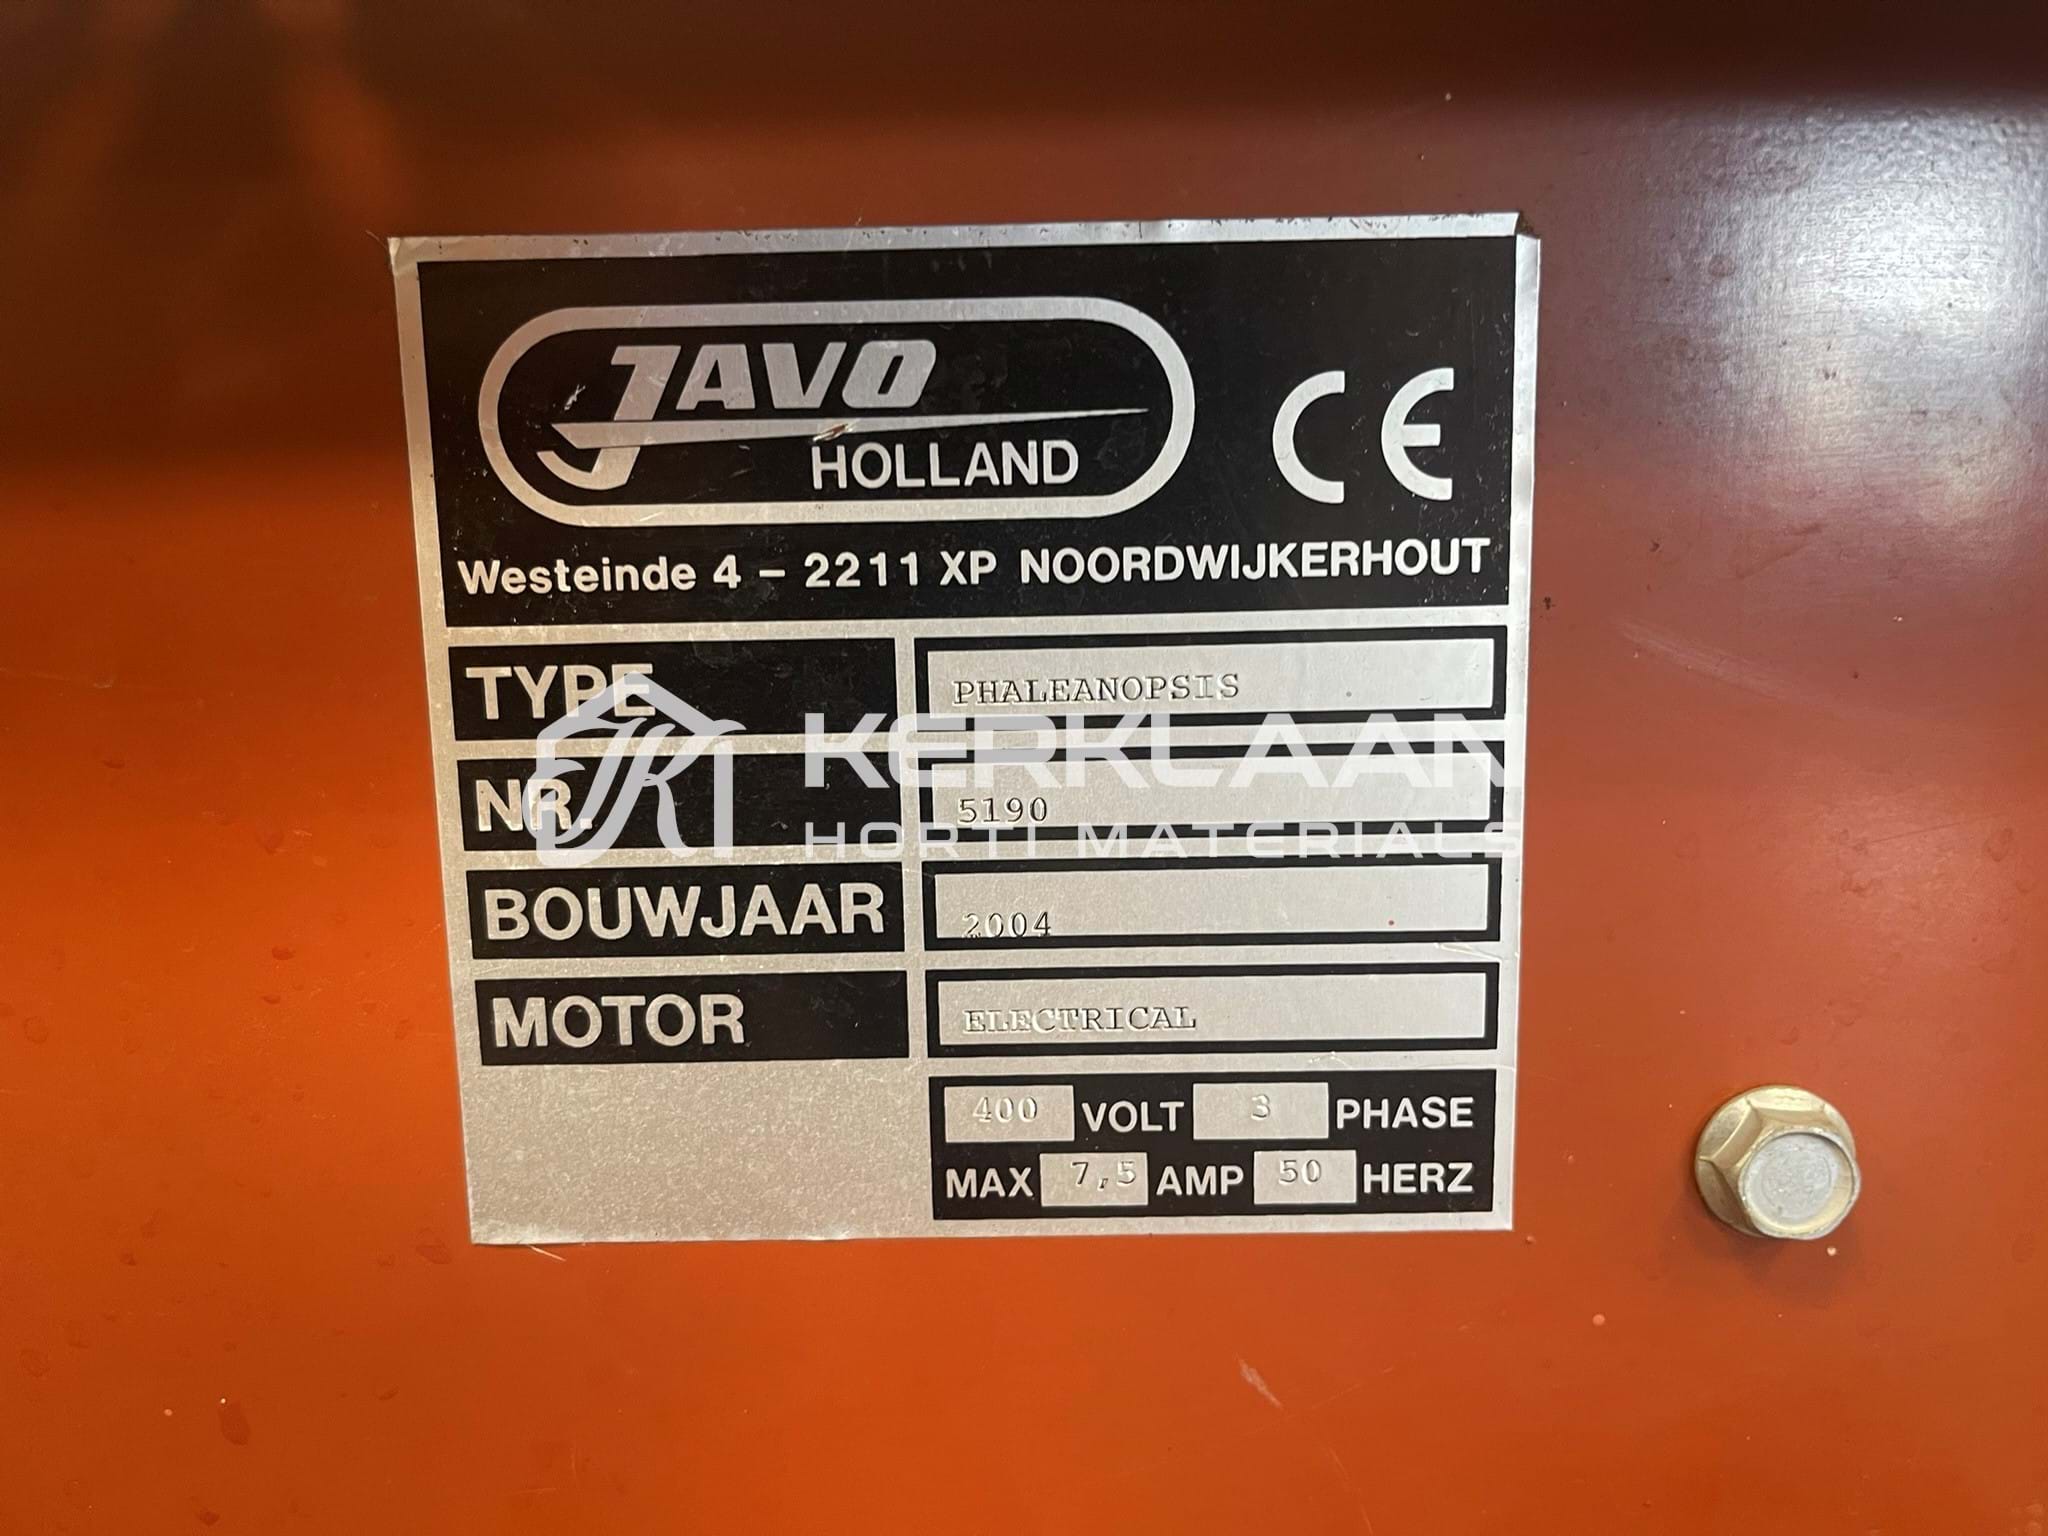 JAVO
HOLLAND
CE
Westeinde 4 - 2211 XP NOORDWIJKERHOUT
TYPE PHALEANOPSIS
KERKLAAN
NR. 5190
HORTI MATERIALS
BOUWJAAR 2004
MOTOR ELECTRICAL
400 VOLT 3 PHASE
MAX 7,5 AMP 50 HERZ